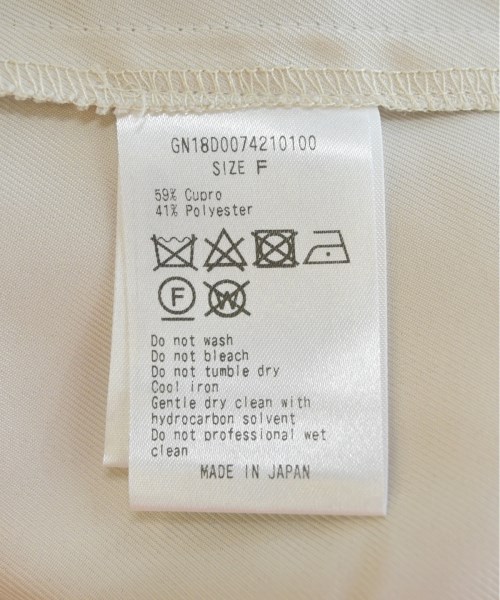 GN18D0074210100
SIZE F
59% Cupro
41% Polyester
F W
Do not wash
Do not bleach
Do not tumble dry
Cool iron
Gentle dry clean with
hydrocarbon solvent
Do not professional wet
clean
MADE IN JAPAN